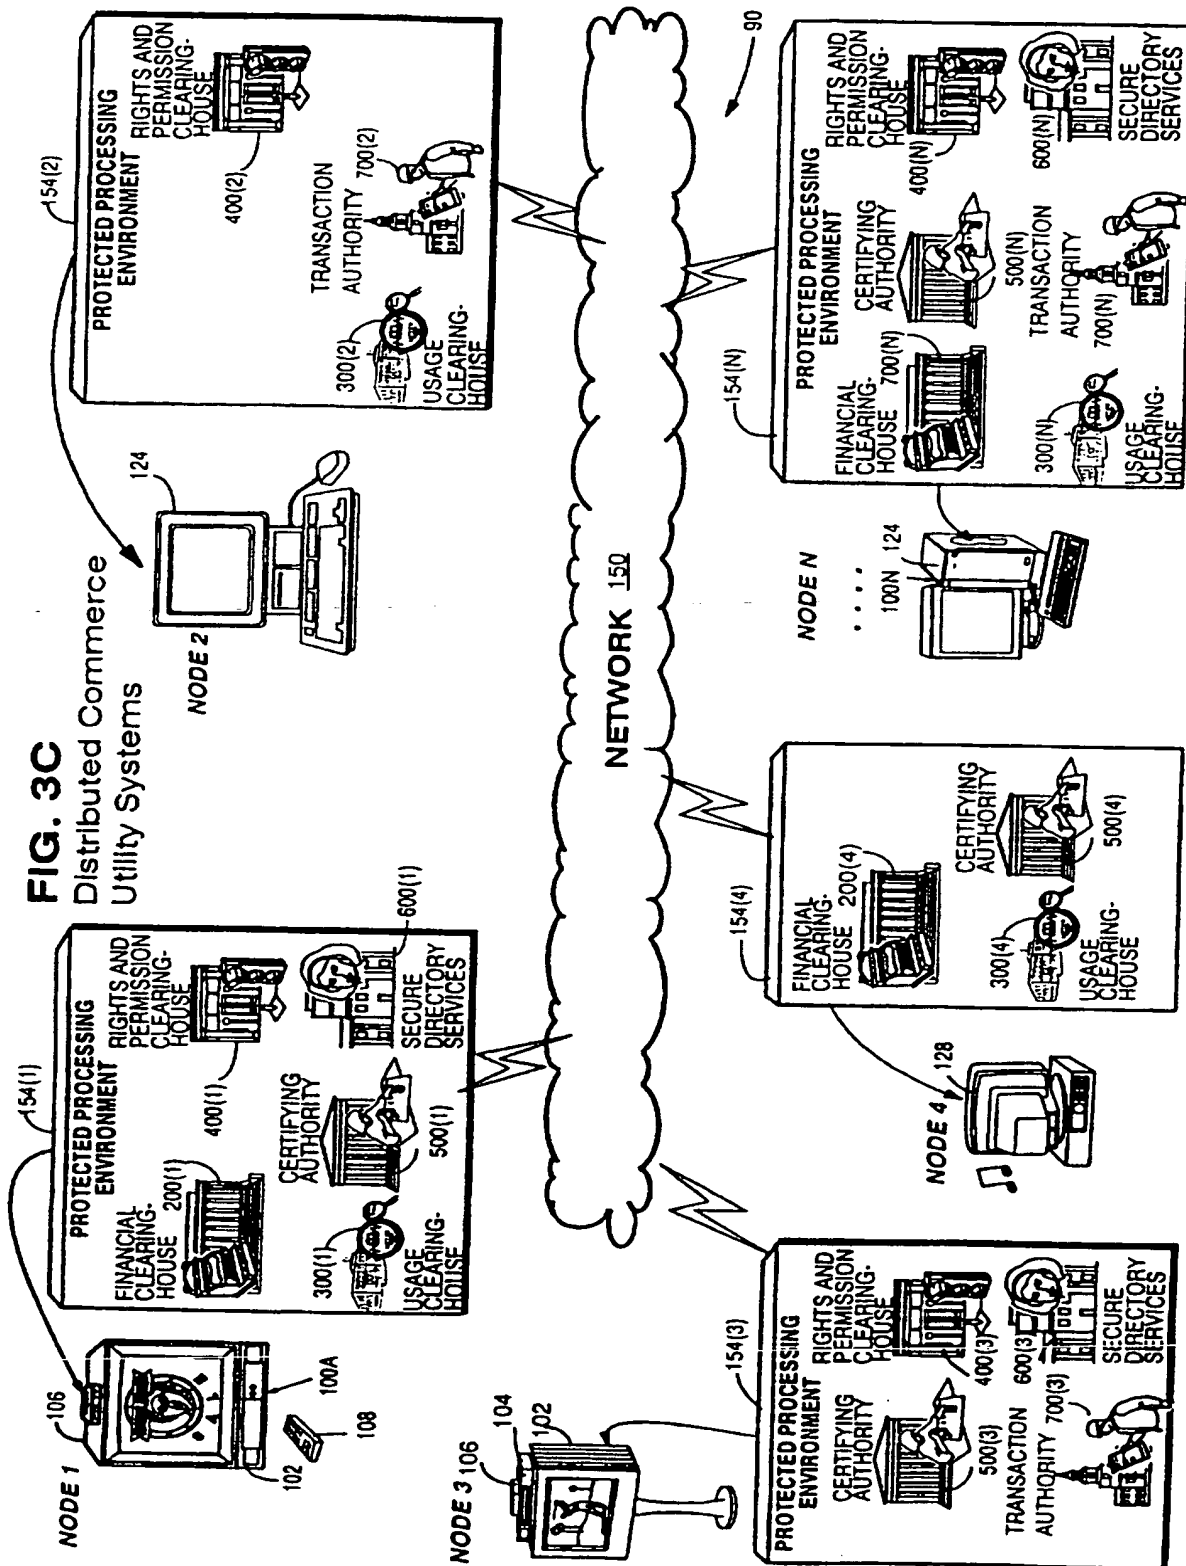 FIG. 3C
Distributed Commerce
Utility Systems
NODE 1
106
102
100A
108
154(1)
PROTECTED PROCESSING
ENVIRONMENT
FINANCIAL
CLEARING-
HOUSE
200(1)
RIGHTS AND
PERMISSION
CLEARING-
HOUSE
400(1)
300(1)
USAGE
CLEARING-
HOUSE
CERTIFYING
AUTHORITY
500(1)
600(1)
SECURE
DIRECTORY
SERVICES
NODE 2
124
154(2)
PROTECTED PROCESSING
ENVIRONMENT
RIGHTS AND
PERMISSION
CLEARING-
HOUSE
400(2)
300(2)
USAGE
CLEARING-
HOUSE
TRANSACTION
AUTHORITY
700(2)
NETWORK 150
90
NODE 3
106
104
102
154(3)
PROTECTED PROCESSING
ENVIRONMENT
CERTIFYING
AUTHORITY
500(3)
RIGHTS AND
PERMISSION
CLEARING-
HOUSE
400(3)
TRANSACTION
AUTHORITY
700(3)
600(3)
SECURE
DIRECTORY
SERVICES
NODE 4
128
154(4)
FINANCIAL
CLEARING-
HOUSE
200(4)
300(4)
USAGE
CLEARING-
HOUSE
CERTIFYING
AUTHORITY
500(4)
NODE N
. . . .
100N
124
154(N)
PROTECTED PROCESSING
ENVIRONMENT
FINANCIAL
CLEARING-
HOUSE
700(N)
CERTIFYING
AUTHORITY
500(N)
RIGHTS AND
PERMISSION
CLEARING-
HOUSE
400(N)
300(N)
USAGE
CLEARING-
HOUSE
TRANSACTION
AUTHORITY
700(N)
600(N)
SECURE
DIRECTORY
SERVICES